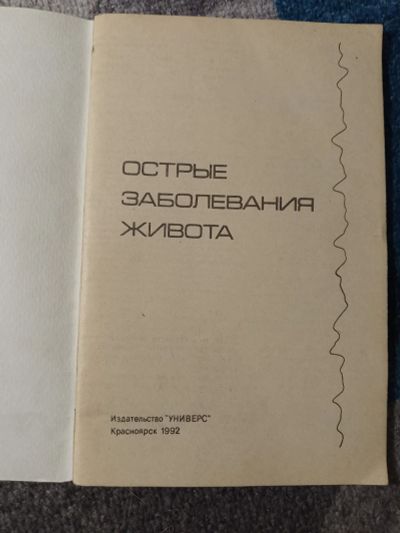 ОСТРЫЕ
ЗАБОЛЕВАНИЯ
ЖИВОТА
Издательство "УНИВЕРС"
Красноярск 1992